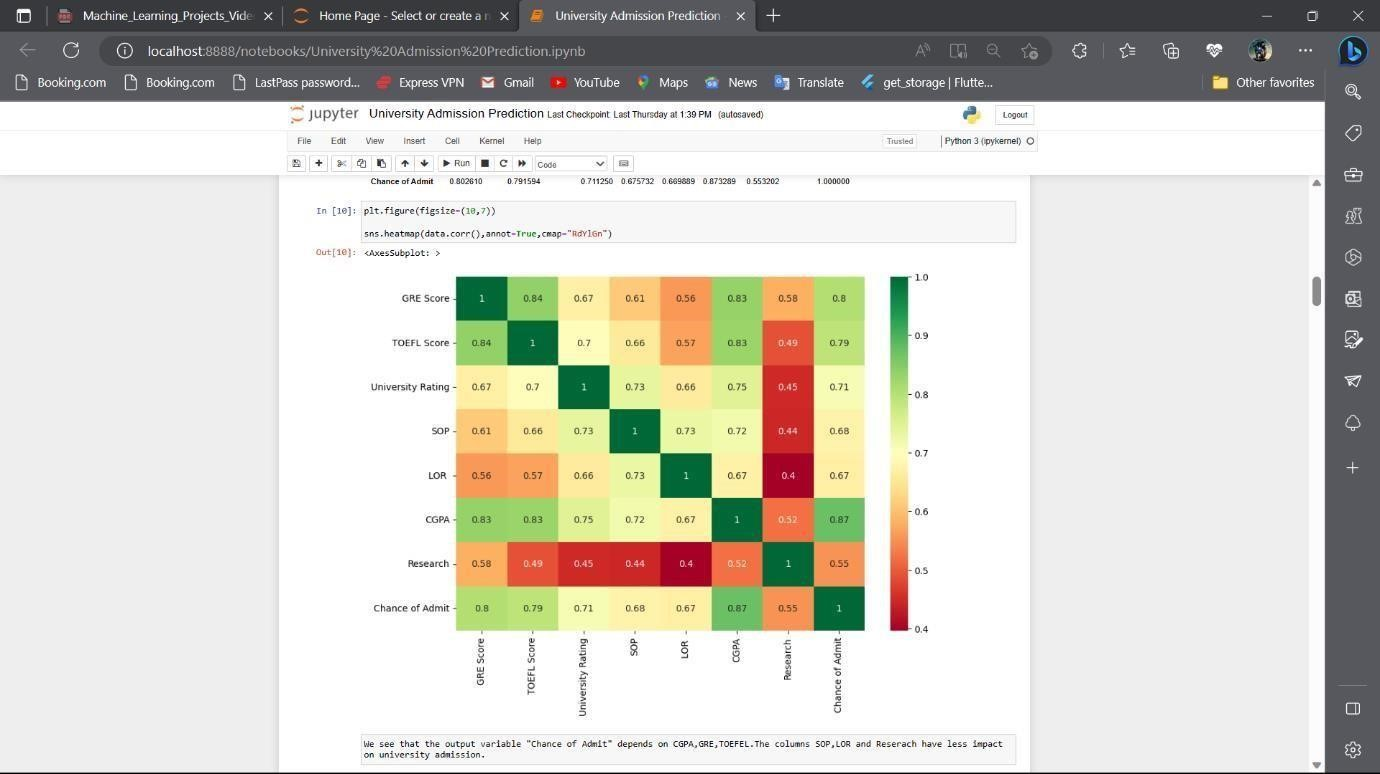 Machine_Learning_Projects_Vide
Home Page - Select or create a n
University Admission Prediction
localhost:8888/notebooks/University%20Admission%20Prediction.ipynb
Booking.com Booking.com LastPass password... Express VPN Gmail YouTube Maps News Translate get_storage | Flutte... Other favorites
jupyter University Admission Prediction Last Checkpoint: Last Thursday at 1:39 PM (autosaved)
Logout
File Edit View Insert Cell Kernel Help
Trusted
Python 3 (ipykernel)
Run
Code
Chance of Admit 0.802610 0.791594 0.711250 0.675732 0.669889 0.873289 0.553202 1.000000
In [10]: plt.figure(figsize=(10,7))
sns.heatmap(data.corr(),annot=True,cmap="RdYlGn")
Out[10]: <AxesSubplot: >
GRE Score 1 0.84 0.67 0.61 0.56 0.83 0.58 0.8
TOEFL Score 0.84 1 0.7 0.66 0.57 0.83 0.49 0.79
University Rating 0.67 0.7 1 0.73 0.66 0.75 0.45 0.71
SOP 0.61 0.66 0.73 1 0.73 0.72 0.44 0.68
LOR 0.56 0.57 0.66 0.73 1 0.67 0.4 0.67
CGPA 0.83 0.83 0.75 0.72 0.67 1 0.52 0.87
Research 0.58 0.49 0.45 0.44 0.4 0.52 1 0.55
Chance of Admit 0.8 0.79 0.71 0.68 0.67 0.87 0.55 1
GRE Score
TOEFL Score
University Rating
SOP
LOR
CGPA
Research
Chance of Admit
1.0
0.9
0.8
0.7
0.6
0.5
0.4
We see that the output variable "Chance of Admit" depends on CGPA,GRE,TOEFEL.The columns SOP,LOR and Reserach have less impact
on university admission.